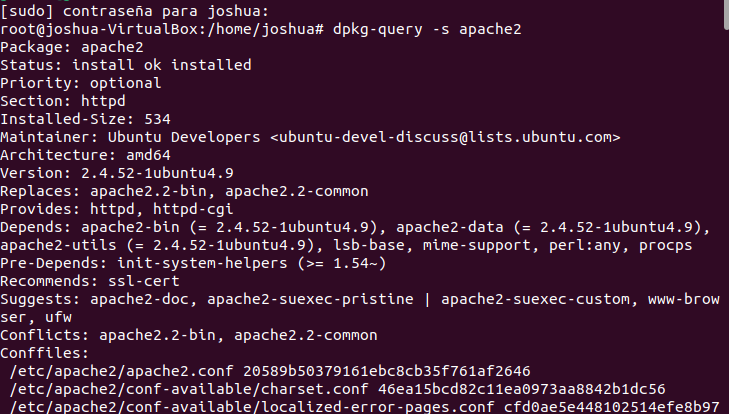 [sudo] contraseña para joshua:
root@joshua-VirtualBox:/home/joshua# dpkg-query -s apache2
Package: apache2
Status: install ok installed
Priority: optional
Section: httpd
Installed-Size: 534
Maintainer: Ubuntu Developers <ubuntu-devel-discuss@lists.ubuntu.com>
Architecture: amd64
Version: 2.4.52-1ubuntu4.9
Replaces: apache2.2-bin, apache2.2-common
Provides: httpd, httpd-cgi
Depends: apache2-bin (= 2.4.52-1ubuntu4.9), apache2-data (= 2.4.52-1ubuntu4.9),
apache2-utils (= 2.4.52-1ubuntu4.9), lsb-base, mime-support, perl:any, procps
Pre-Depends: init-system-helpers (>= 1.54~)
Recommends: ssl-cert
Suggests: apache2-doc, apache2-suexec-pristine | apache2-suexec-custom, www-brow
ser, ufw
Conflicts: apache2.2-bin, apache2.2-common
Conffiles:
/etc/apache2/apache2.conf 20589b50379161ebc8cb35f761af2646
/etc/apache2/conf-available/charset.conf 46ea15bcd82c11ea0973aa8842b1dc56
/etc/apache2/conf-available/localized-error-pages.conf cfd0ae5e448102514efe8b97